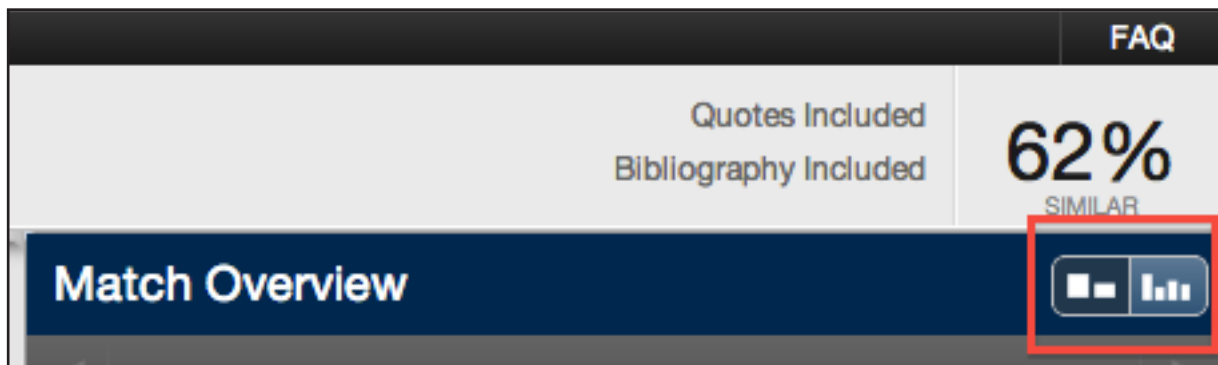 FAQ
Quotes Included
Bibliography Included
62%
SIMILAR
Match Overview